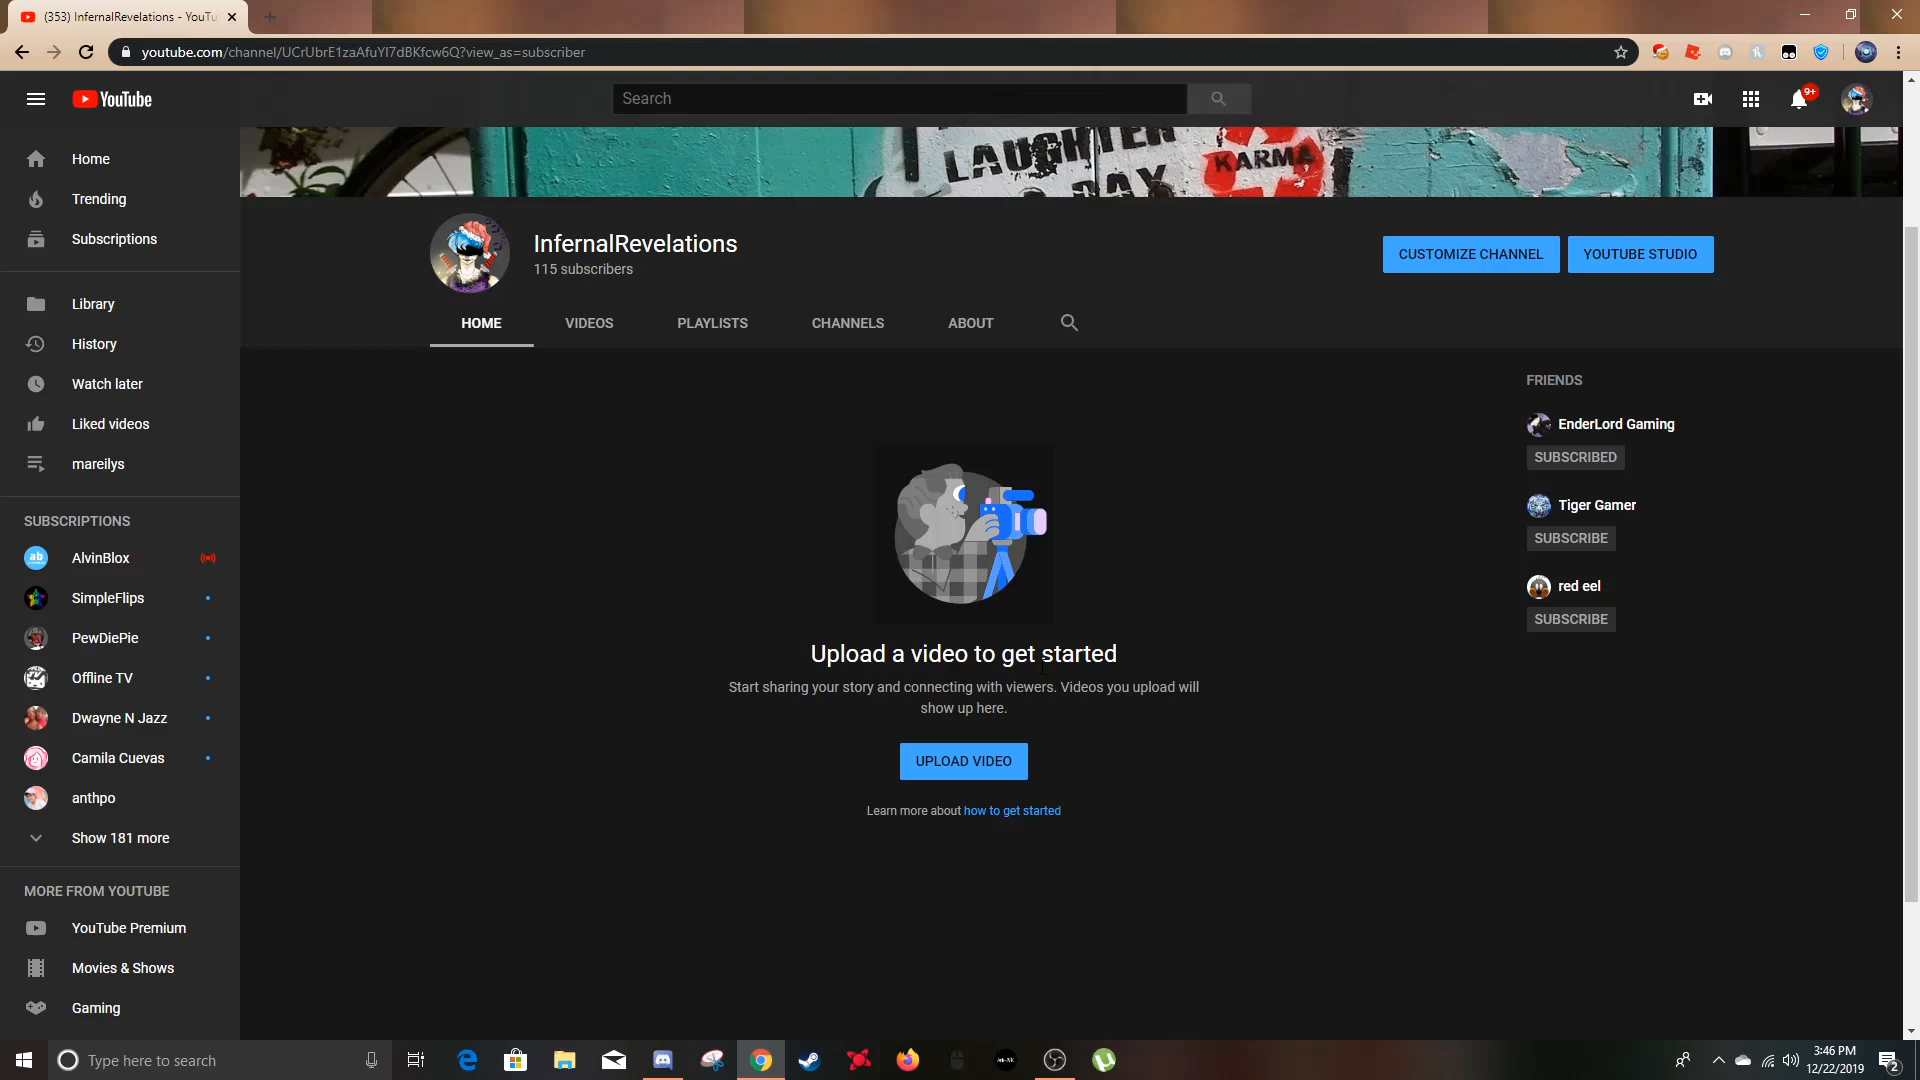 (353) InfernalRevelations - YouTu
youtube.com/channel/UCrUbrE1zaAfuYI7dBKfcw6Q?view_as=subscriber
YouTube
Search
9+
Home
Trending
Subscriptions
LAUGHTER
DAY
KARMA
InfernalRevelations
115 subscribers
CUSTOMIZE CHANNEL
YOUTUBE STUDIO
HOME
VIDEOS
PLAYLISTS
CHANNELS
ABOUT
Library
History
Watch later
Liked videos
mareilys
SUBSCRIPTIONS
ab
AlvinBlox
SimpleFlips
PewDiePie
Offline TV
Dwayne N Jazz
Camila Cuevas
anthpo
Show 181 more
MORE FROM YOUTUBE
YouTube Premium
Movies & Shows
Gaming
Upload a video to get started
Start sharing your story and connecting with viewers. Videos you upload will
show up here.
UPLOAD VIDEO
Learn more about how to get started
FRIENDS
EnderLord Gaming
SUBSCRIBED
Tiger Gamer
SUBSCRIBE
red eel
SUBSCRIBE
Type here to search
3:46 PM
12/22/2019
2